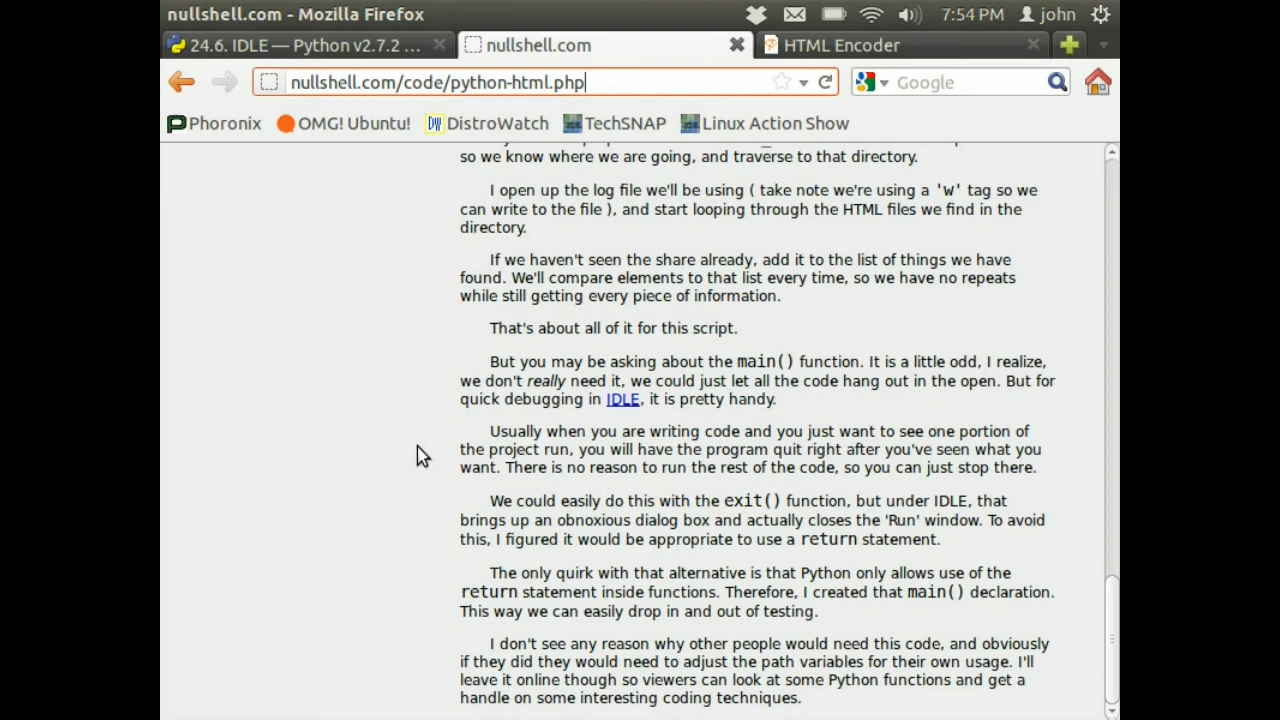 nullshell.com - Mozilla Firefox
7:54 PM john
24.6. IDLE — Python v2.7.2 ...
nullshell.com
HTML Encoder
nullshell.com/code/python-html.php
Google
Phoronix
OMG! Ubuntu!
DW DistroWatch
TechSNAP
Linux Action Show
so we know where we are going, and traverse to that directory.
I open up the log file we'll be using ( take note we're using a 'w' tag so we
can write to the file ), and start looping through the HTML files we find in the
directory.
If we haven't seen the share already, add it to the list of things we have
found. We'll compare elements to that list every time, so we have no repeats
while still getting every piece of information.
That's about all of it for this script.
But you may be asking about the main() function. It is a little odd, I realize,
we don't really need it, we could just let all the code hang out in the open. But for
quick debugging in IDLE, it is pretty handy.
Usually when you are writing code and you just want to see one portion of
the project run, you will have the program quit right after you've seen what you
want. There is no reason to run the rest of the code, so you can just stop there.
We could easily do this with the exit() function, but under IDLE, that
brings up an obnoxious dialog box and actually closes the 'Run' window. To avoid
this, I figured it would be appropriate to use a return statement.
The only quirk with that alternative is that Python only allows use of the
return statement inside functions. Therefore, I created that main() declaration.
This way we can easily drop in and out of testing.
I don't see any reason why other people would need this code, and obviously
if they did they would need to adjust the path variables for their own usage. I'll
leave it online though so viewers can look at some Python functions and get a
handle on some interesting coding techniques.